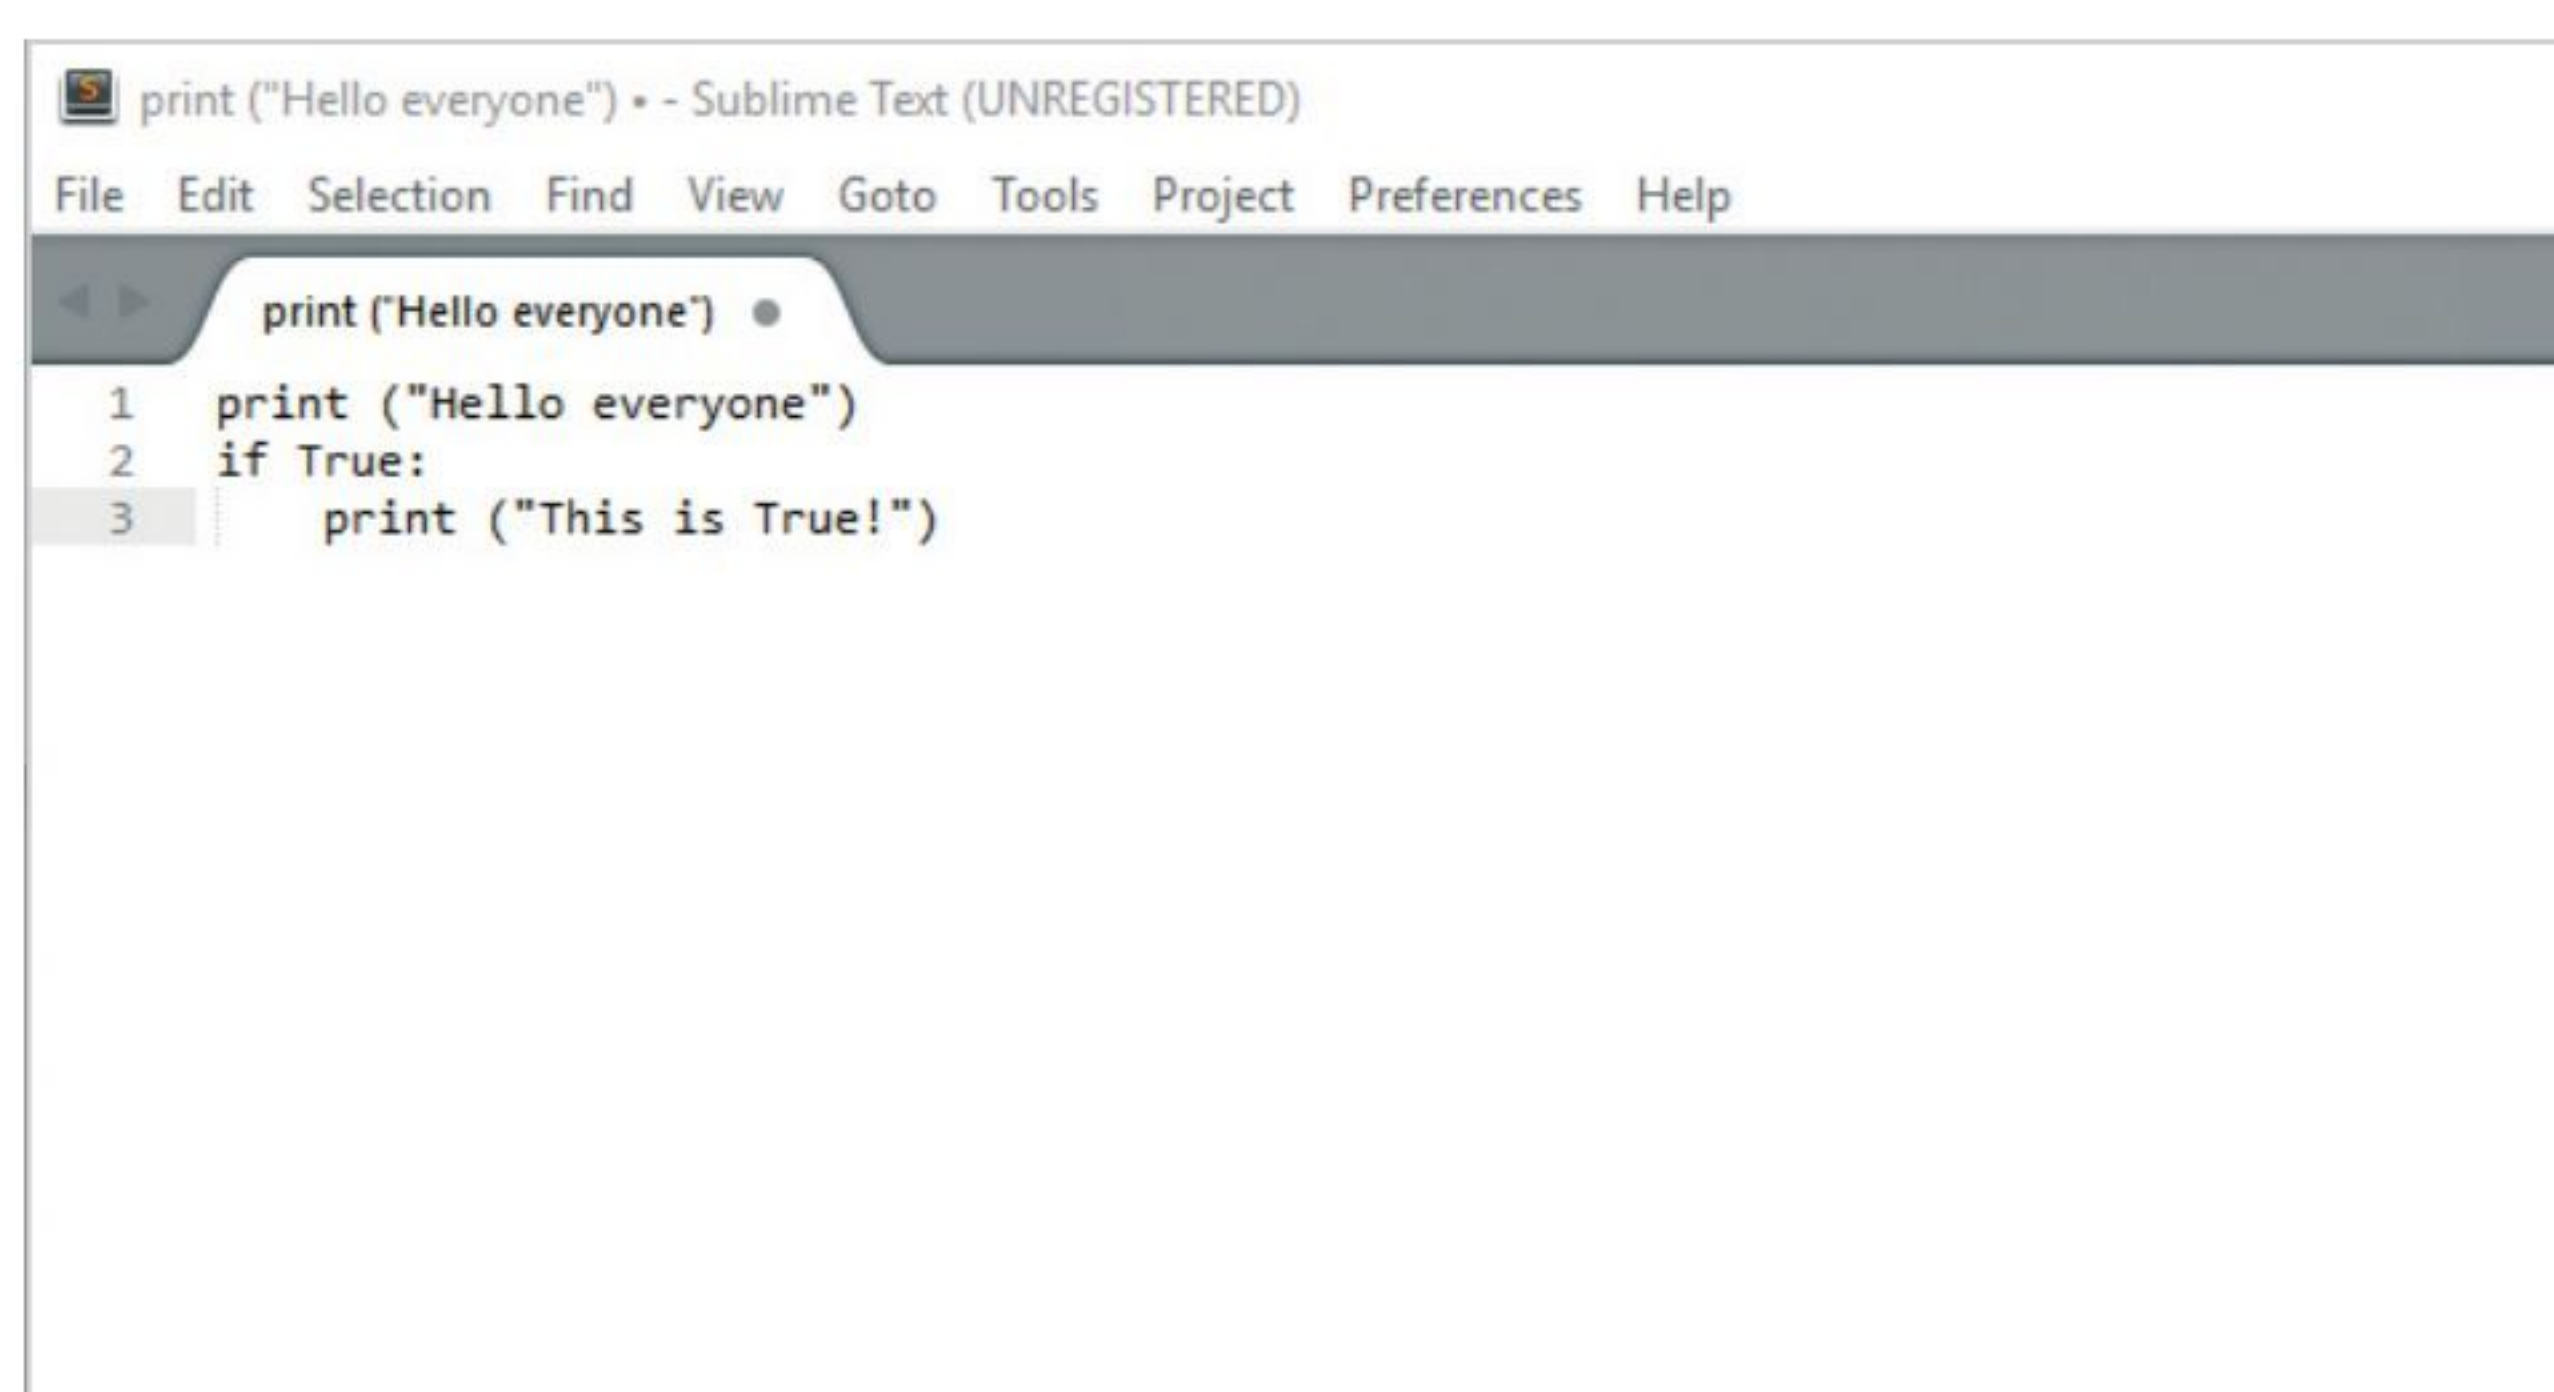 print ("Hello everyone") • - Sublime Text (UNREGISTERED)
File Edit Selection Find View Goto Tools Project Preferences Help
print ("Hello everyone")
1 print ("Hello everyone")
2 if True:
3     print ("This is True!")